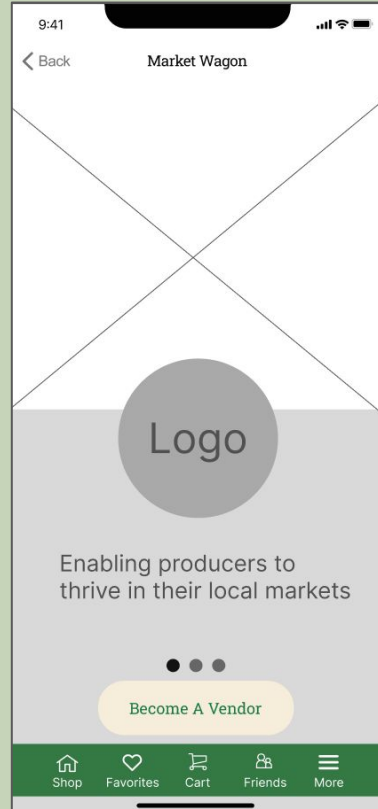 9:41
Back
Market Wagon
Logo
Enabling producers to
thrive in their local markets
Become A Vendor
Shop Favorites Cart Friends More